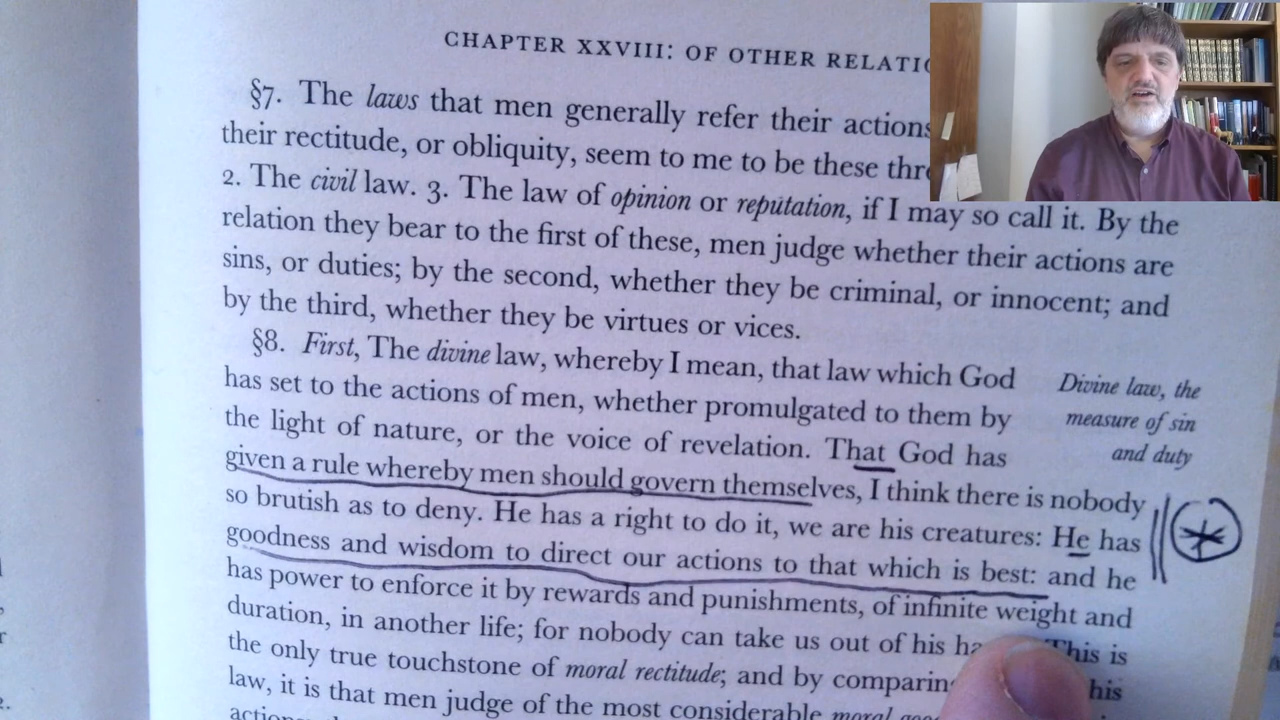 CHAPTER XXVIII: OF OTHER
§7. The laws that men generally refer their actions
their rectitude, or obliquity, seem to me to be these
2. The civil law. 3. The law of opinion or reputation, if I may so call it. By the
relation they bear to the first of these, men judge whether their actions are
sins, or duties; by the second, whether they be criminal, or innocent; and
by the third, whether they be virtues or vices.
§8. First, The divine law, whereby I mean, that law which God
has set to the actions of men, whether promulgated to them by
the light of nature, or the voice of revelation. That God has
given a rule whereby men should govern themselves, I think there is nobody
so brutish as to deny. He has a right to do it, we are his creatures: He has
goodness and wisdom to direct our actions to that which is best: and he
has power to enforce it by rewards and punishments, of infinite weight and
duration, in another life; for nobody can take us out of his This is
the only true touchstone of moral rectitude; and by his
law, it is that men judge of the most considerable moral
Divine law, the
measure of sin
and duty